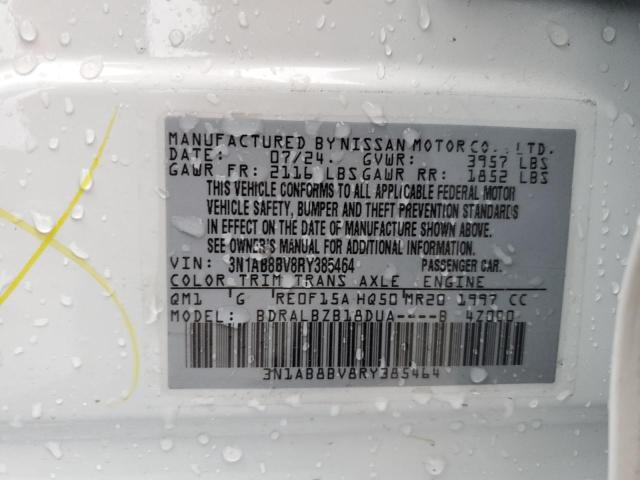 MANUFACTURED BY NISSAN MOTOR CO., LTD.
DATE: 07/24. GVWR: 3957 LBS
GAWR FR: 2116 LBS GAWR RR: 1852 LBS
THIS VEHICLE CONFORMS TO ALL APPLICABLE FEDERAL MOTOR
VEHICLE SAFETY, BUMPER AND THEFT PREVENTION STANDARDS
IN EFFECT ON THE DATE OF MANUFACTURE SHOWN ABOVE.
SEE OWNER'S MANUAL FOR ADDITIONAL INFORMATION.
VIN: 3N1AB8BV8RY385464 PASSENGER CAR.
COLOR TRIM TRANS AXLE ENGINE
QM1 G RE0F15A HQ50 MR20 1997 CC
MODEL: BDRALBZB18DUA----B 4Z000
3N1AB8BV8RY385464